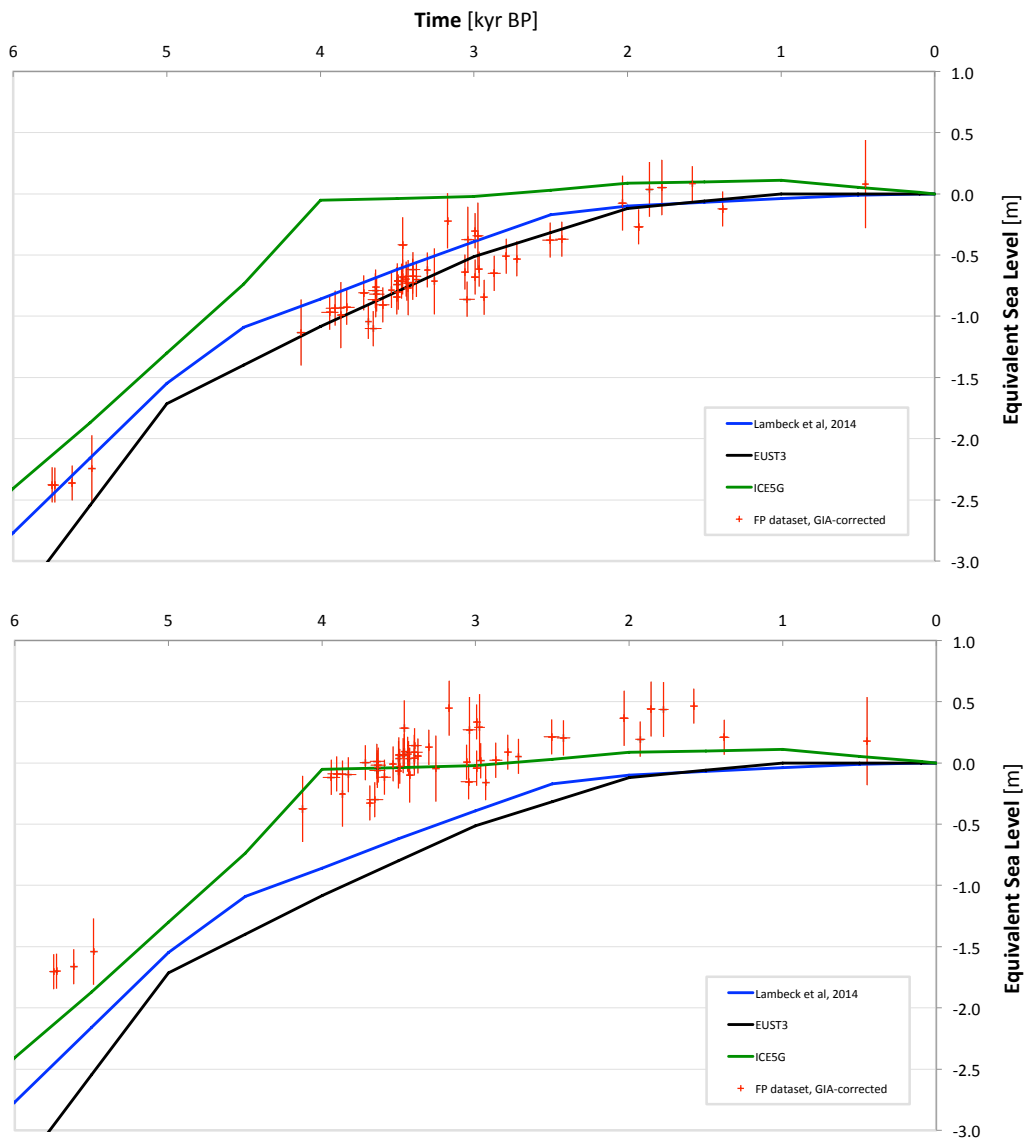 Time [kyr BP]
6 5 4 3 2 1 0
1.0
0.5
0.0
-0.5
-1.0
-1.5
-2.0
-2.5
-3.0
Equivalent Sea Level [m]
Lambeck et al, 2014
EUST3
ICE5G
FP dataset, GIA-corrected
6 5 4 3 2 1 0
1.0
0.5
0.0
-0.5
-1.0
-1.5
-2.0
-2.5
-3.0
Equivalent Sea Level [m]
Lambeck et al, 2014
EUST3
ICE5G
FP dataset, GIA-corrected